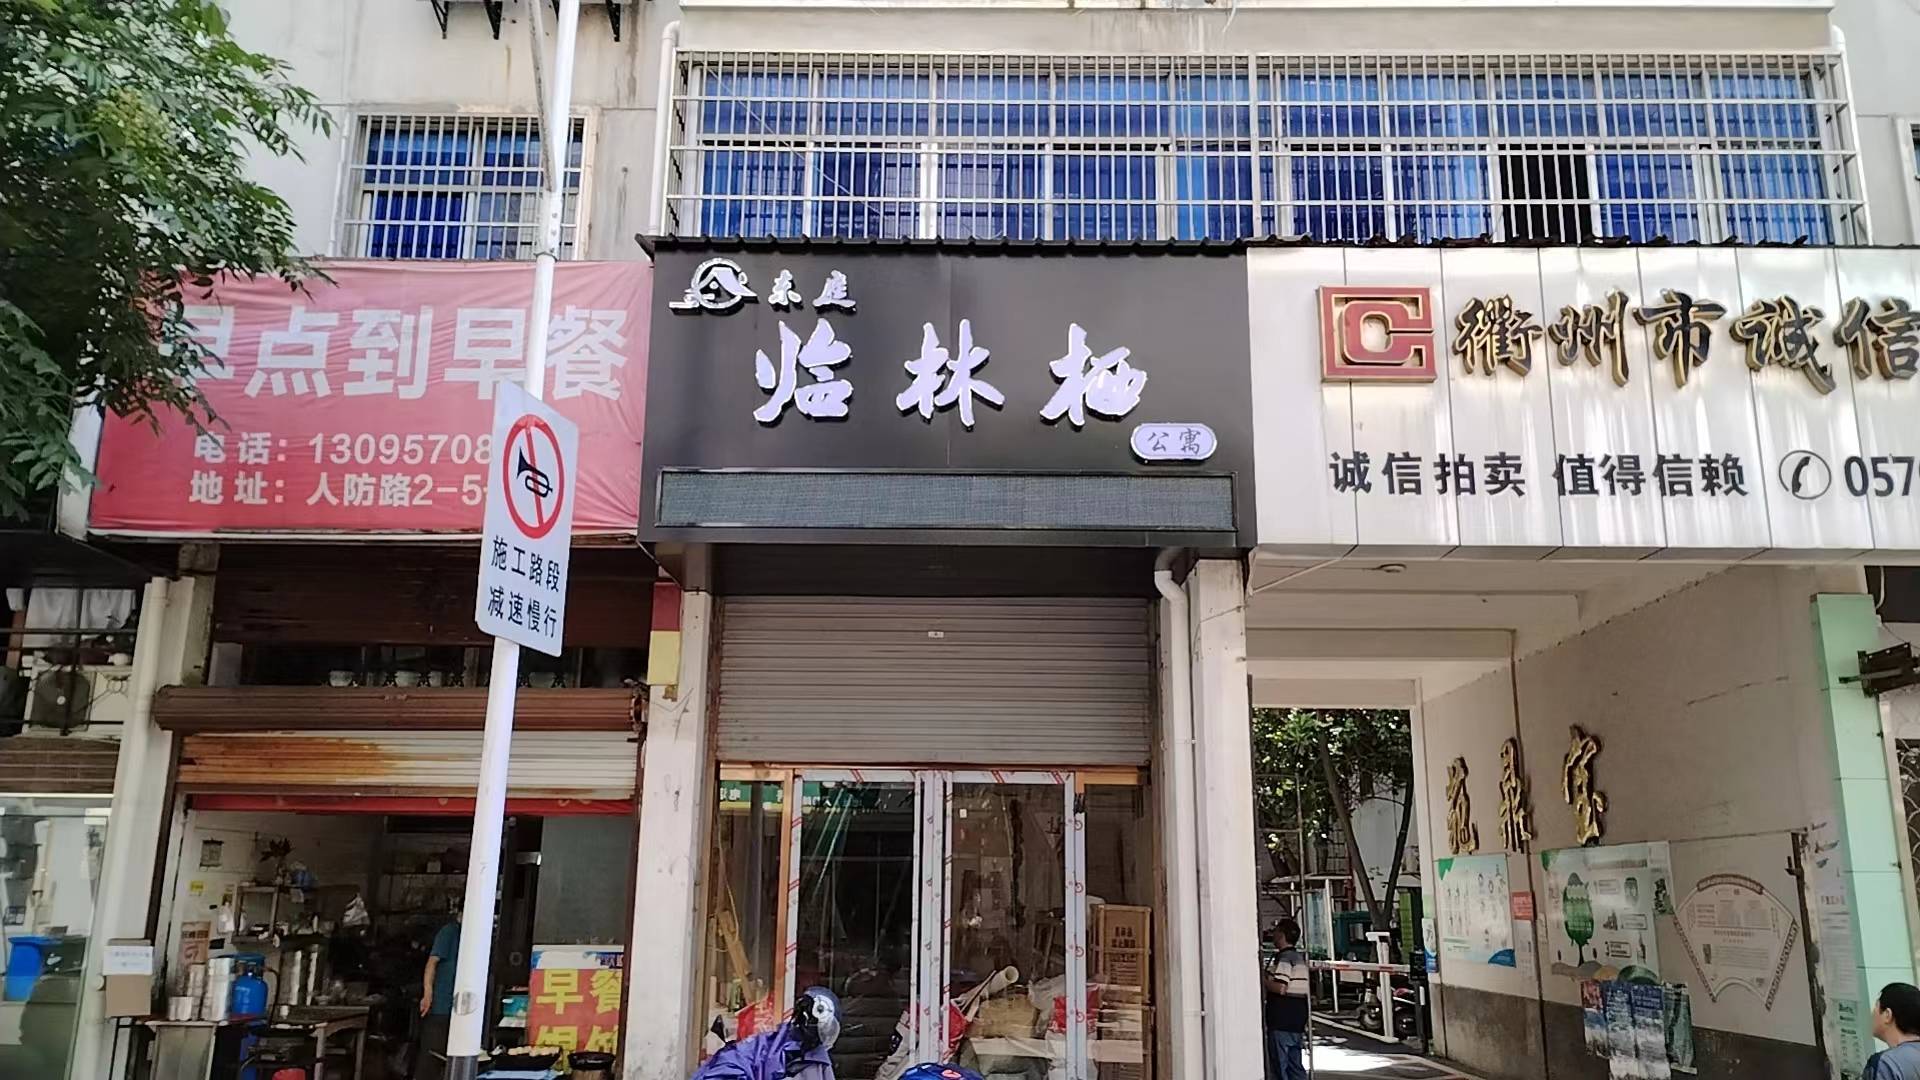 早点到早餐
电话：13095708
地址：人防路2-5
施工路段
减速慢行
东庭
临林栖
公寓
衢州市诚信
诚信拍卖 值得信赖 057
早餐